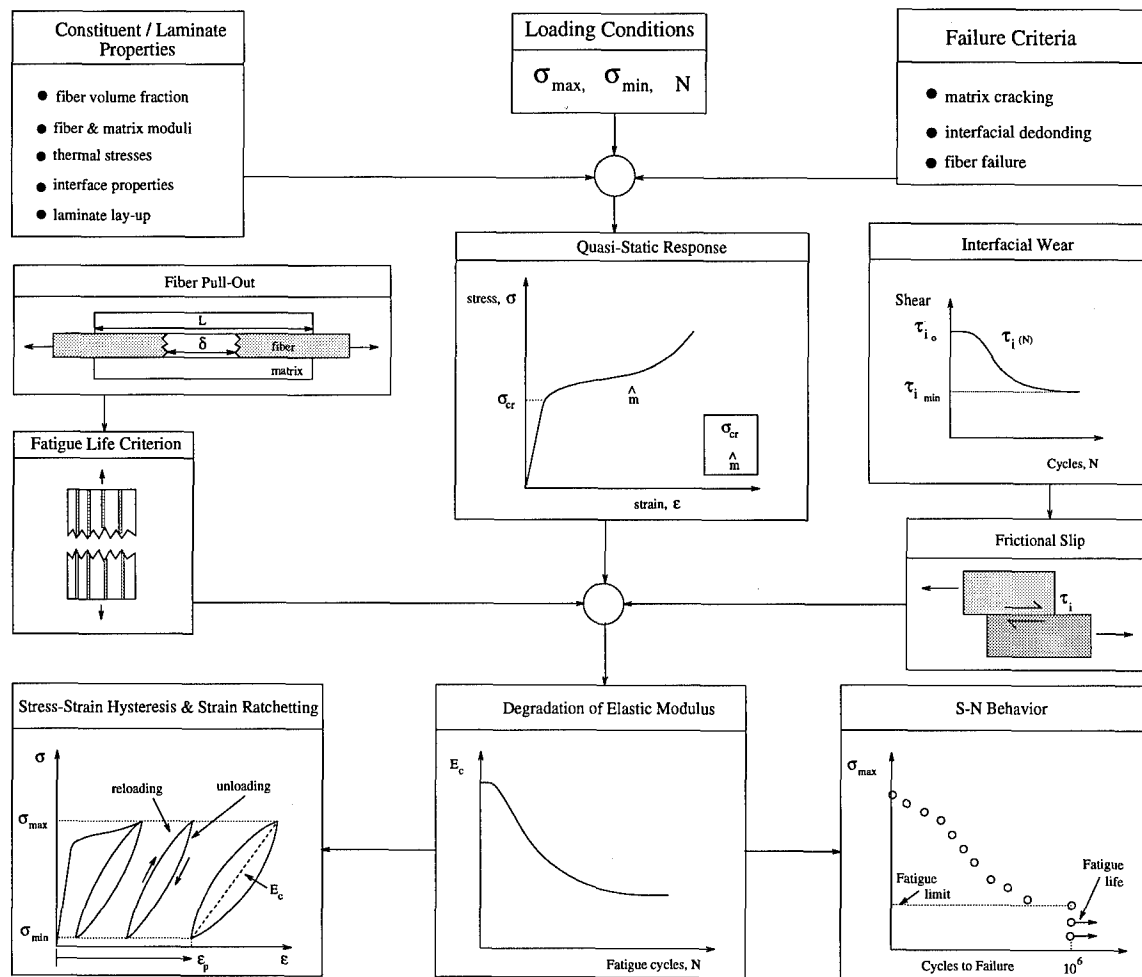 Constituent / Laminate
Properties
● fiber volume fraction
● fiber & matrix moduli
● thermal stresses
● interface properties
● laminate lay-up
Loading Conditions
σmax, σmin, N
Failure Criteria
● matrix cracking
● interfacial dedonding
● fiber failure
Fiber Pull-Out
L
δ
fiber
matrix
Fatigue Life Criterion
Quasi-Static Response
stress, σ
σcr
m̂
σcr
m̂
strain, ε
Interfacial Wear
Shear
τi o
τi (N)
τi min
Cycles, N
Frictional Slip
τi
Stress-Strain Hysteresis & Strain Ratchetting
σ
reloading
unloading
σmax
Ec
σmin
εp
ε
Degradation of Elastic Modulus
Ec
Fatigue cycles, N
S-N Behavior
σmax
Fatigue
limit
Fatigue
life
Cycles to Failure
10⁶